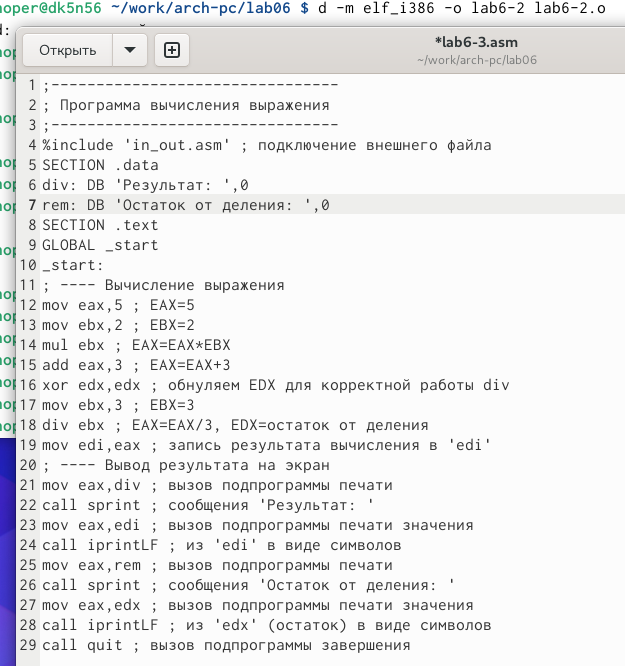 noper@dk5n56 ~/work/arch-pc/lab06 $ d -m elf_i386 -o lab6-2 lab6-2.o
d:
Открыть
*lab6-3.asm
~/work/arch-pc/lab06
1 ;--------------------------------
2 ; Программа вычисления выражения
3 ;--------------------------------
4 %include 'in_out.asm' ; подключение внешнего файла
5 SECTION .data
6 div: DB 'Результат: ',0
7 rem: DB 'Остаток от деления: ',0
8 SECTION .text
9 GLOBAL _start
10 _start:
11 ; ---- Вычисление выражения
12 mov eax,5 ; EAX=5
13 mov ebx,2 ; EBX=2
14 mul ebx ; EAX=EAX*EBX
15 add eax,3 ; EAX=EAX+3
16 xor edx,edx ; обнуляем EDX для корректной работы div
17 mov ebx,3 ; EBX=3
18 div ebx ; EAX=EAX/3, EDX=остаток от деления
19 mov edi,eax ; запись результата вычисления в 'edi'
20 ; ---- Вывод результата на экран
21 mov eax,div ; вызов подпрограммы печати
22 call sprint ; сообщения 'Результат: '
23 mov eax,edi ; вызов подпрограммы печати значения
24 call iprintLF ; из 'edi' в виде символов
25 mov eax,rem ; вызов подпрограммы печати
26 call sprint ; сообщения 'Остаток от деления: '
27 mov eax,edx ; вызов подпрограммы печати значения
28 call iprintLF ; из 'edx' (остаток) в виде символов
29 call quit ; вызов подпрограммы завершения